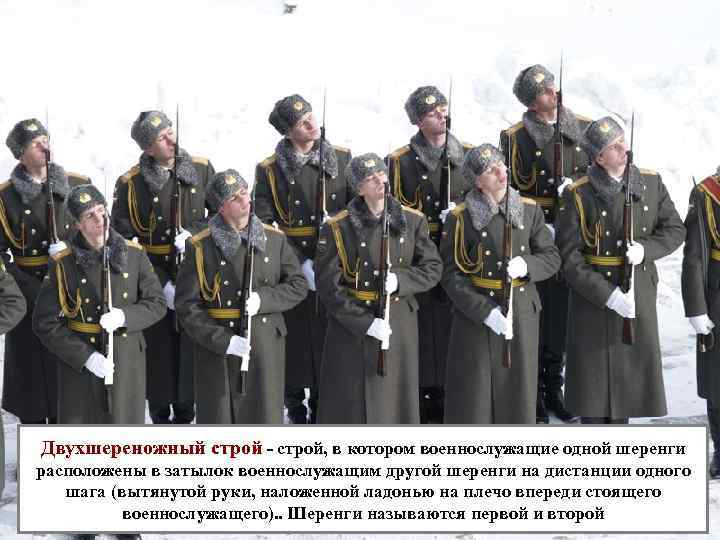 Двухшереножный строй - строй, в котором военнослужащие одной шеренги
расположены в затылок военнослужащим другой шеренги на дистанции одного
шага (вытянутой руки, наложенной ладонью на плечо впереди стоящего
военнослужащего).. Шеренги называются первой и второй